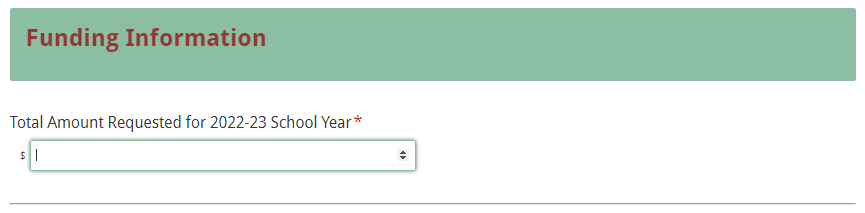 Funding Information
Total Amount Requested for 2022-23 School Year*
$